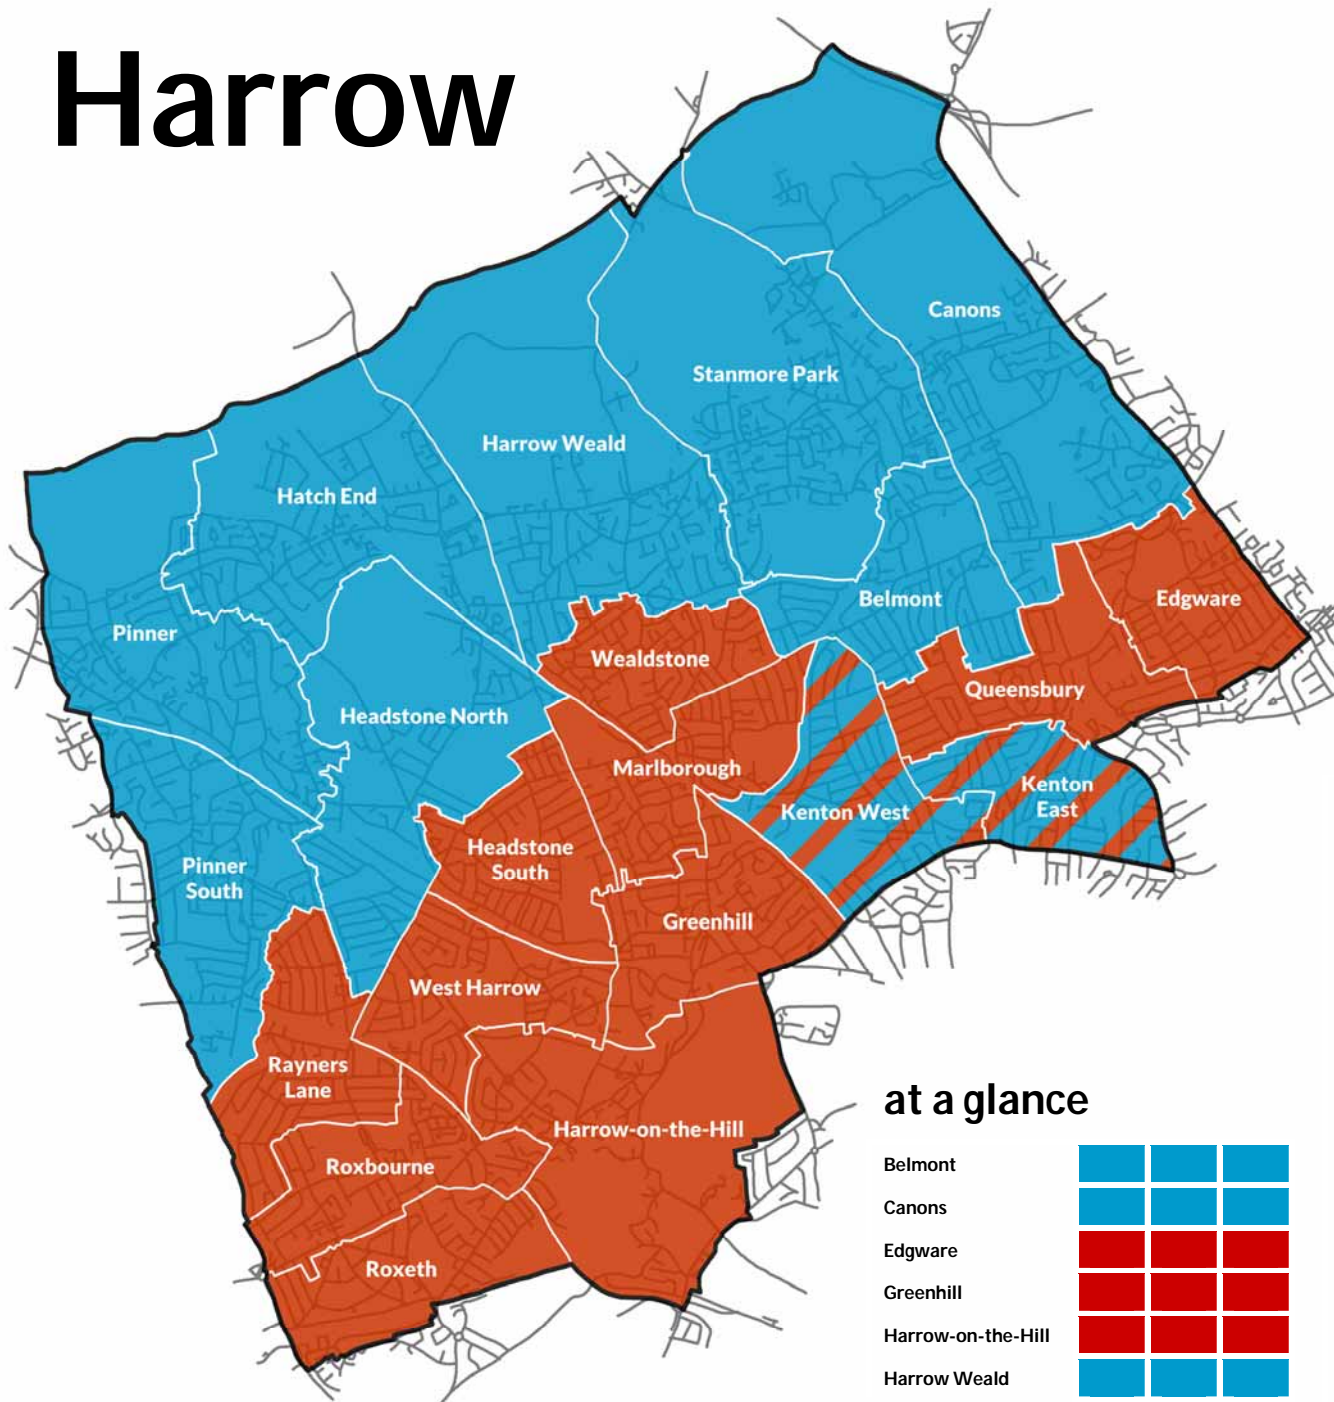 Harrow
Canons
Stanmore Park
Harrow Weald
Hatch End
Belmont
Edgware
Pinner
Wealdstone
Queensbury
Headstone North
Marlborough
Kenton
East
Kenton West
Headstone
South
Pinner
South
Greenhill
West Harrow
Rayners
Lane
Harrow-on-the-Hill
Roxbourne
Roxeth
at a glance
Belmont
Canons
Edgware
Greenhill
Harrow-on-the-Hill
Harrow Weald